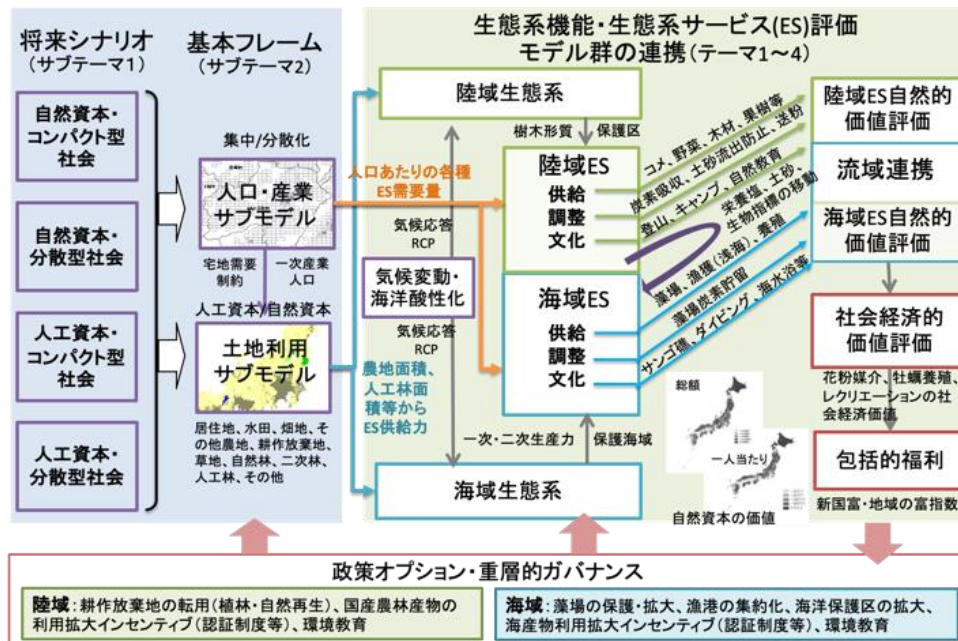 将来シナリオ
(サブテーマ1)
自然資本・
コンパクト型
社会
自然資本・
分散型社会
人工資本・
コンパクト型
社会
人工資本・
分散型社会
基本フレーム
(サブテーマ2)
集中/分散化
人口・産業
サブモデル
宅地需要
制約
一次産業
人口
人工資本/自然資本
土地利用
サブモデル
居住地、水田、畑地、そ
の他農地、耕作放棄地、
草地、自然林、二次林、
人工林、その他
生態系機能・生態系サービス(ES)評価
モデル群の連携(テーマ1〜4)
陸域生態系
樹木形質
保護区
人口あたりの各種
ES需要量
気候応答
RCP
気候変動・
海洋酸性化
気候応答
RCP
農地面積、
人工林面
積等から
ES供給力
陸域ES
供給
調整
文化
海域ES
供給
調整
文化
一次・二次生産力
保護海域
海域生態系
コメ、野菜、木材、果樹等
炭素吸収、土砂流出防止、送粉
登山、キャンプ、自然教育
栄養塩、土砂、
生物指標の移動
藻場、漁獲(浅海)、養殖
藻場炭素貯留
サンゴ礁、ダイビング、海水浴等
総額
一人当たり
自然資本の価値
陸域ES自然的
価値評価
流域連携
海域ES自然的
価値評価
社会経済的
価値評価
花粉媒介、牡蠣養殖、
レクリエーションの社
会経済価値
包括的福利
新国富・地域の富指数
政策オプション・重層的ガバナンス
陸域:耕作放棄地の転用(植林・自然再生)、国産農林産物の
利用拡大インセンティブ(認証制度等)、環境教育
海域:藻場の保護・拡大、漁港の集約化、海洋保護区の拡大、
海産物利用拡大インセンティブ(認証制度等)、環境教育